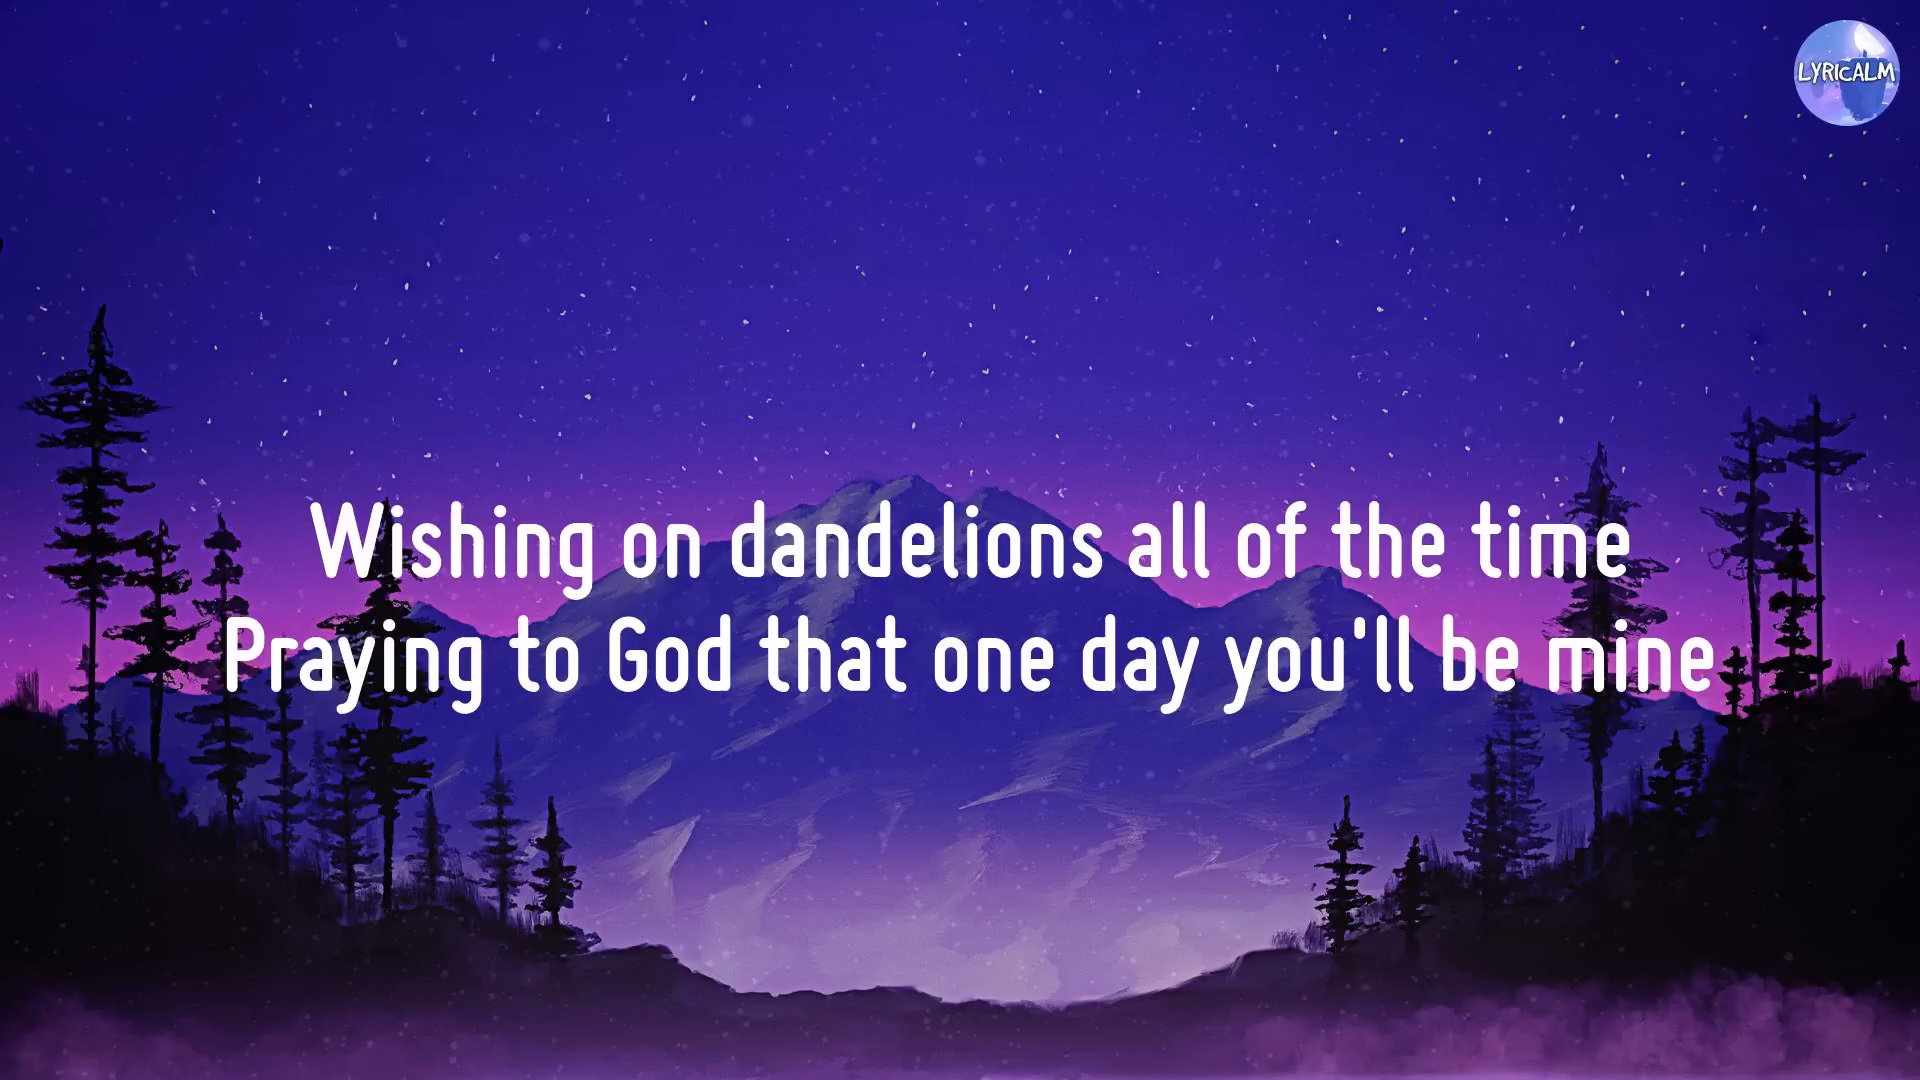 LYRICALM
Wishing on dandelions all of the time
Praying to God that one day you'll be mine